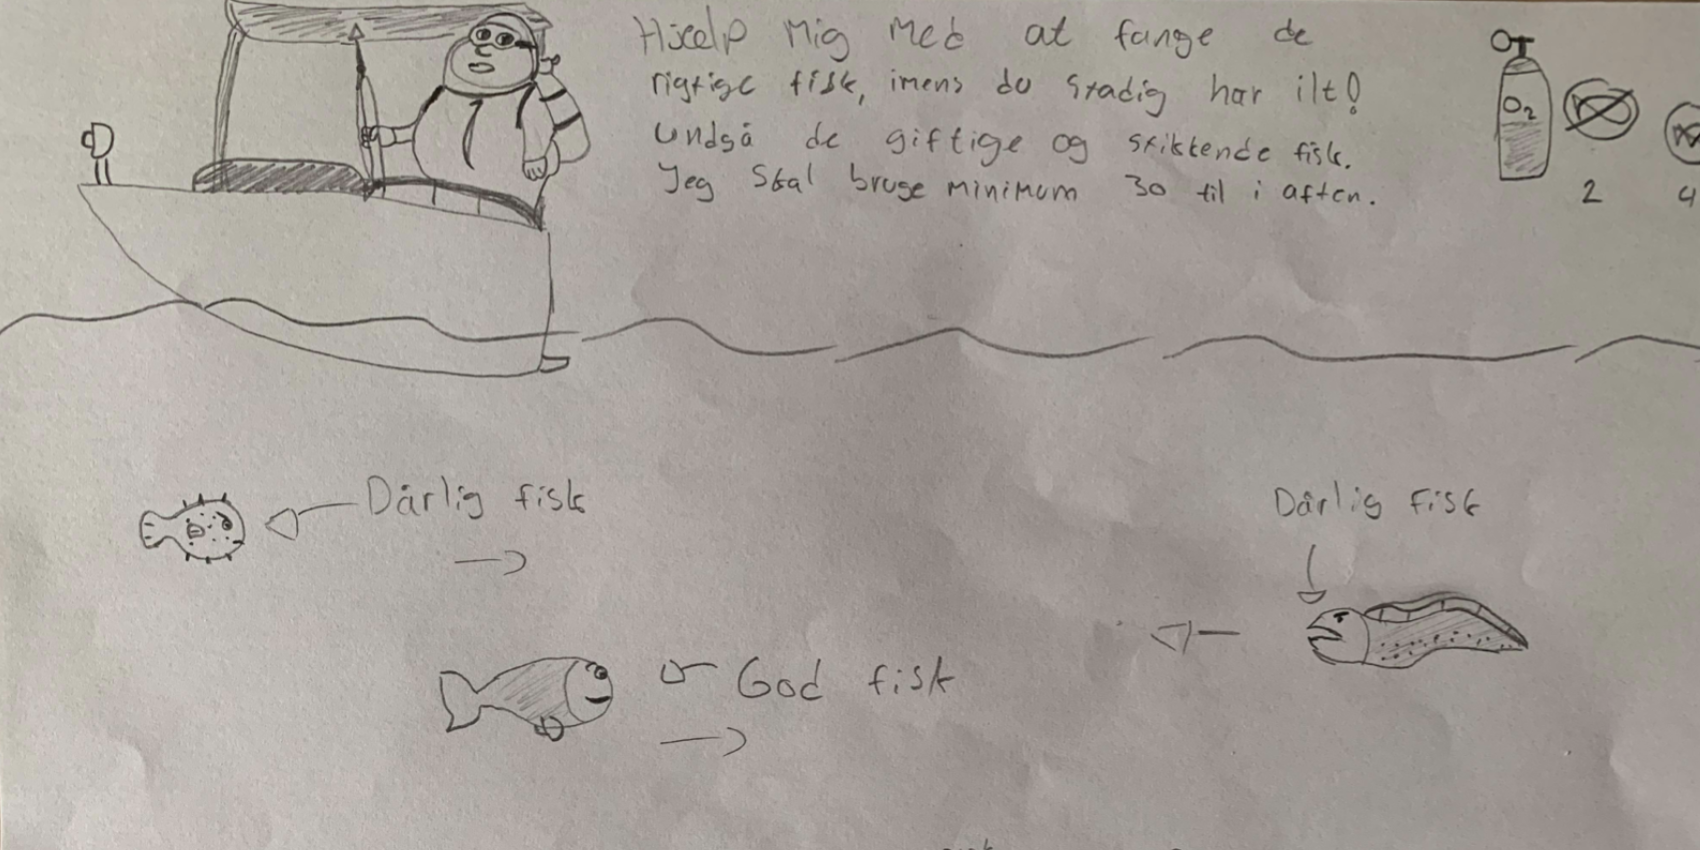 Hjælp mig med at fange de
rigtige fisk, imens du stadig har ilt!
undgå de giftige og stikkende fisk.
Jeg skal bruge minimum 30 til i aften.
O2
2
4
Dårlig fisk
Dårlig fisk
God fisk